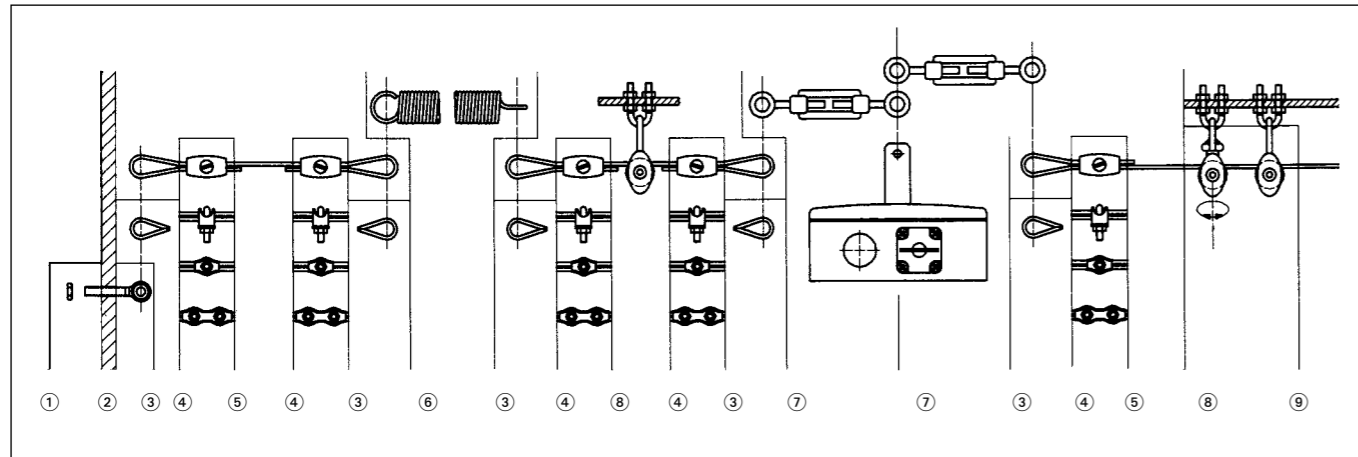 ① ② ③ ④ ⑤ ④ ③ ⑥ ③ ④ ⑧ ④ ③ ⑦ ⑦ ③ ④ ⑤ ⑧ ⑨